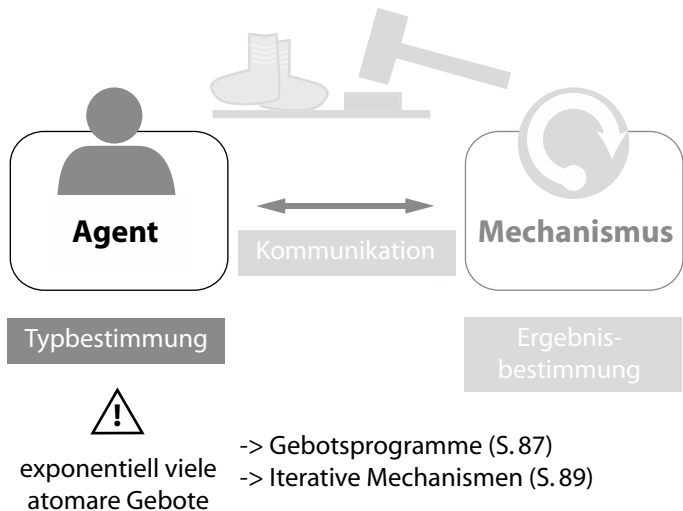 Agent
Kommunikation
Mechanismus
Typbestimmung
Ergebnis-
bestimmung
!
exponentiell viele
atomare Gebote
-> Gebotsprogramme (S. 87)
-> Iterative Mechanismen (S. 89)